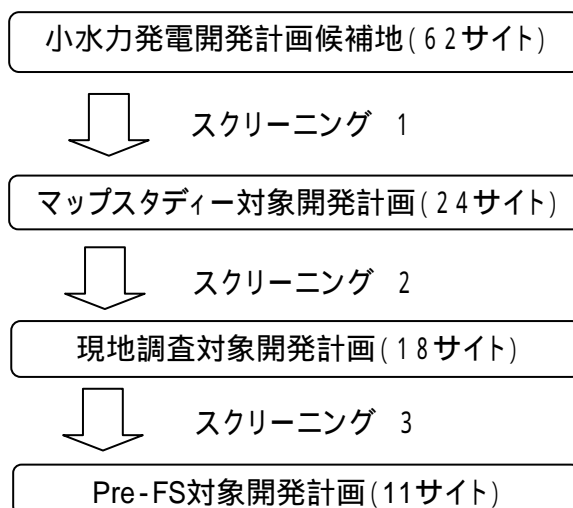 小水力発電開発計画候補地(62サイト)
スクリーニング 1
マップスタディー対象開発計画(24サイト)
スクリーニング 2
現地調査対象開発計画(18サイト)
スクリーニング 3
Pre-FS対象開発計画(11サイト)